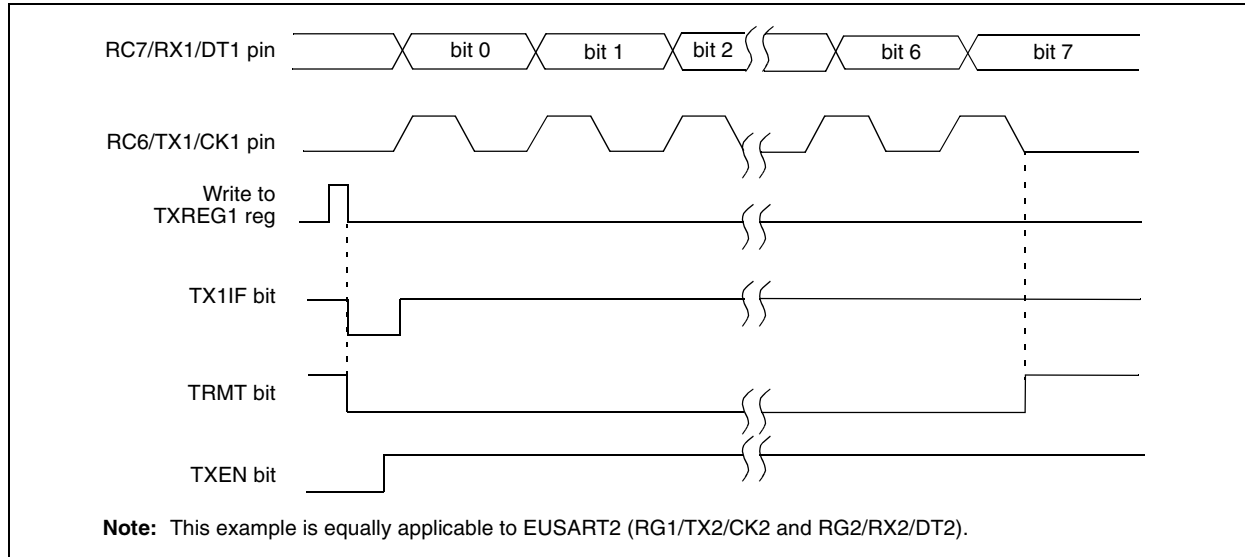 RC7/RX1/DT1 pin
bit 0
bit 1
bit 2
bit 6
bit 7
RC6/TX1/CK1 pin
Write to
TXREG1 reg
TX1IF bit
TRMT bit
TXEN bit
Note: This example is equally applicable to EUSART2 (RG1/TX2/CK2 and RG2/RX2/DT2).